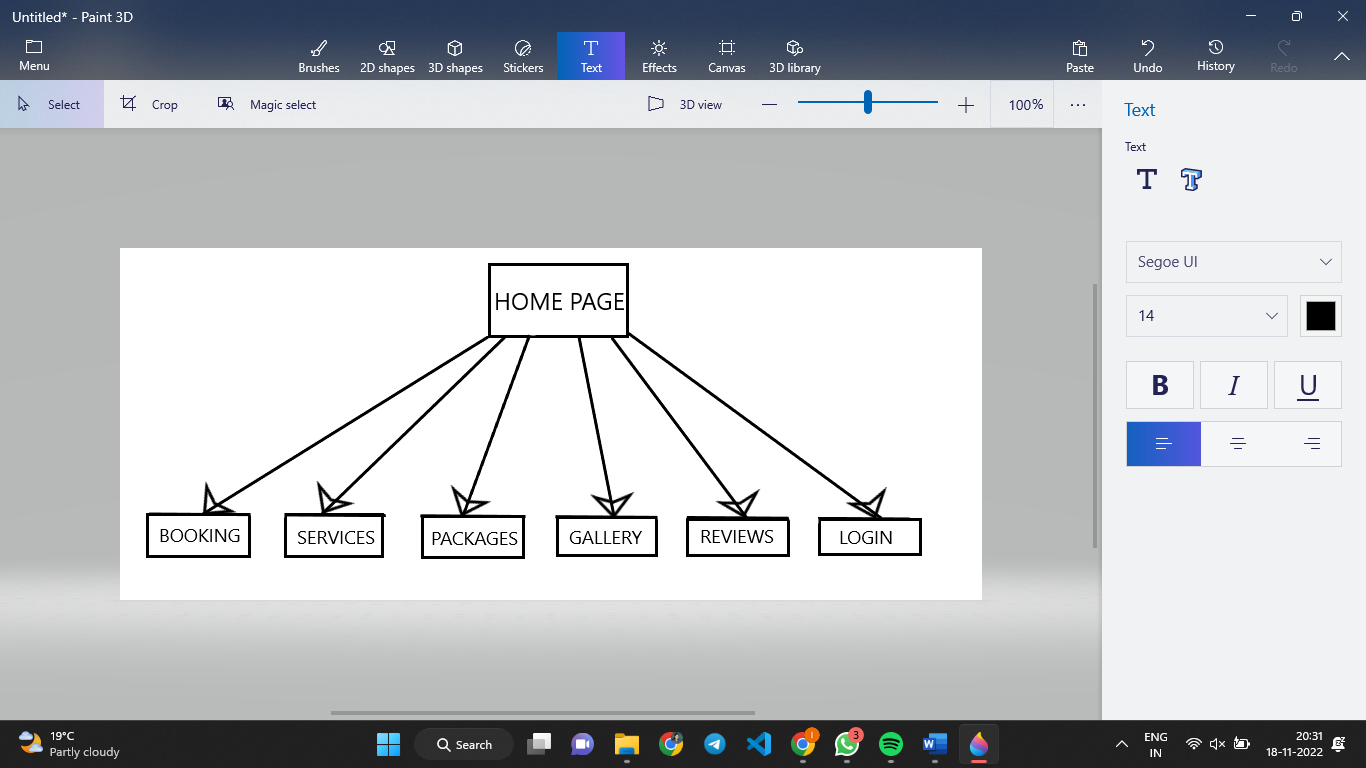 Untitled* - Paint 3D
Menu
Brushes
2D shapes
3D shapes
Stickers
Text
Effects
Canvas
3D library
Paste
Undo
History
Redo
Select
Crop
Magic select
3D view
100%
Text
Text
Segoe UI
14
B
I
U
HOME PAGE
BOOKING
SERVICES
PACKAGES
GALLERY
REVIEWS
LOGIN
19°C
Partly cloudy
Search
3
ENG
IN
20:31
18-11-2022